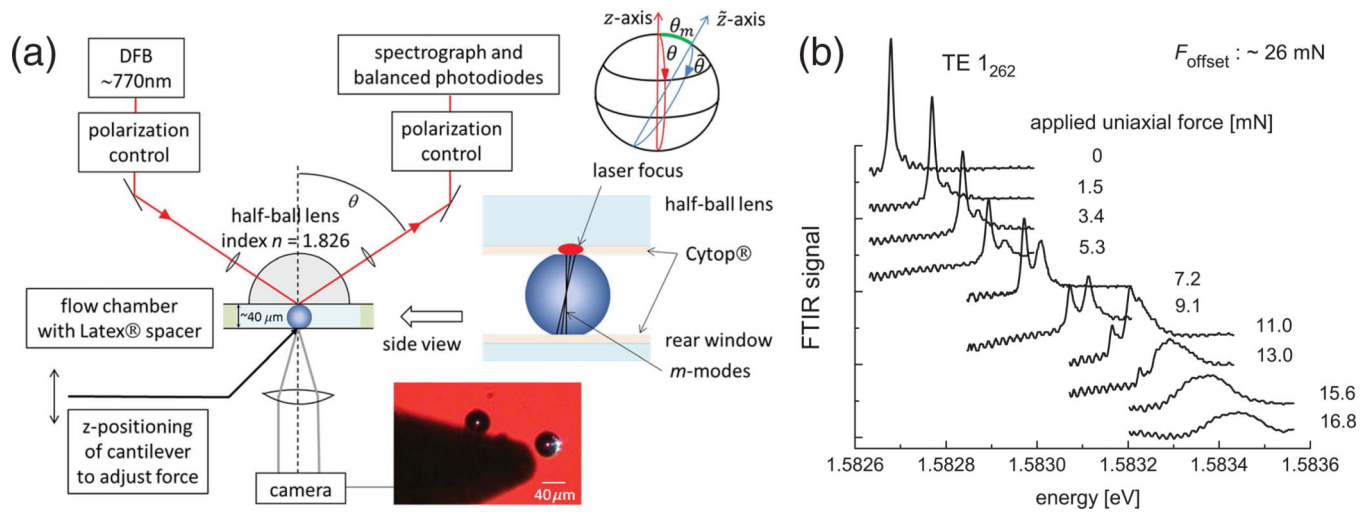 (a)
DFB
~770nm
polarization
control
spectrograph and
balanced photodiodes
polarization
control
z-axis
θm
z̃-axis
θ
θ̃
θ
half-ball lens
index n = 1.826
flow chamber
with Latex® spacer
~40 μm
z-positioning
of cantilever
to adjust force
camera
side view
laser focus
half-ball lens
Cytop®
rear window
m-modes
40 μm
(b)
TE 1₂₆₂
Foffset : ~ 26 mN
applied uniaxial force [mN]
0
1.5
3.4
5.3
7.2
9.1
11.0
13.0
15.6
16.8
FTIR signal
1.5826 1.5828 1.5830 1.5832 1.5834 1.5836
energy [eV]